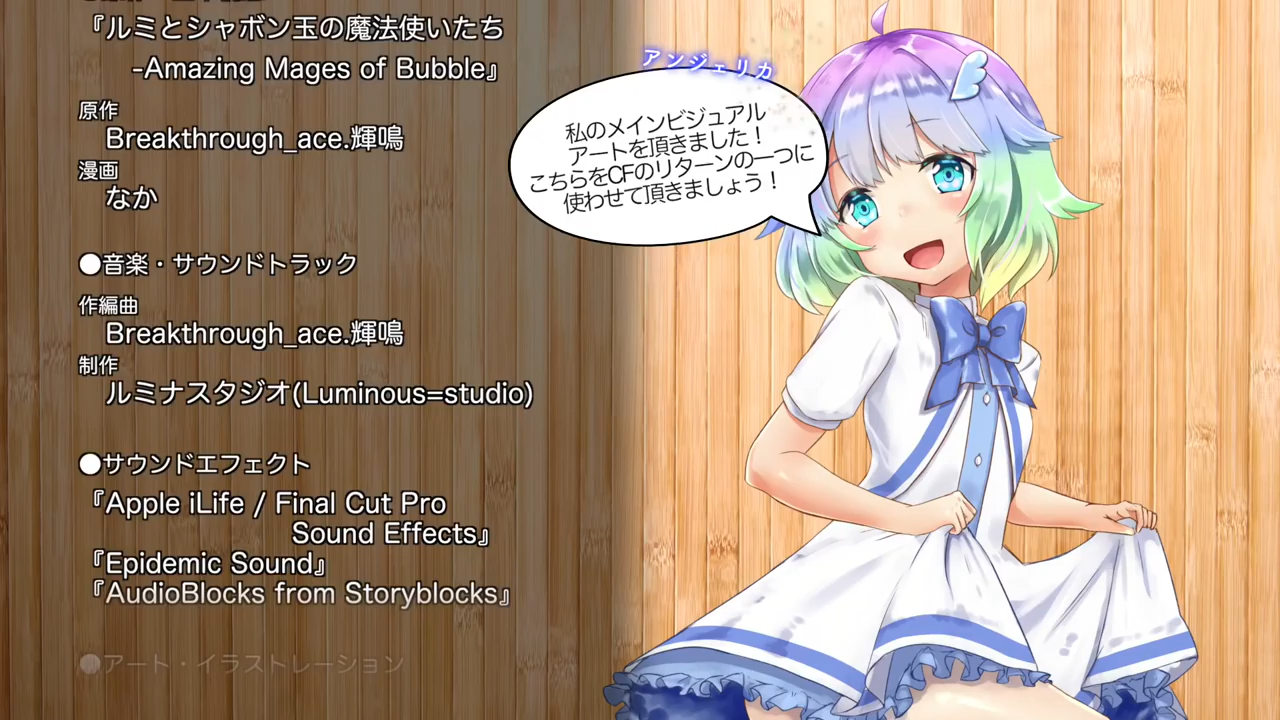 『ルミとシャボン玉の魔法使いたち
-Amazing Mages of Bubble』
原作
Breakthrough_ace.輝鳴
漫画
なか
●音楽・サウンドトラック
作編曲
Breakthrough_ace.輝鳴
制作
ルミナスタジオ(Luminous=studio)
●サウンドエフェクト
『Apple iLife / Final Cut Pro
Sound Effects』
『Epidemic Sound』
『AudioBlocks from Storyblocks』
●アート・イラストレーション
アンジェリカ
私のメインビジュアル
アートを頂きました！
こちらをCFのリターンの一つに
使わせて頂きましょう！